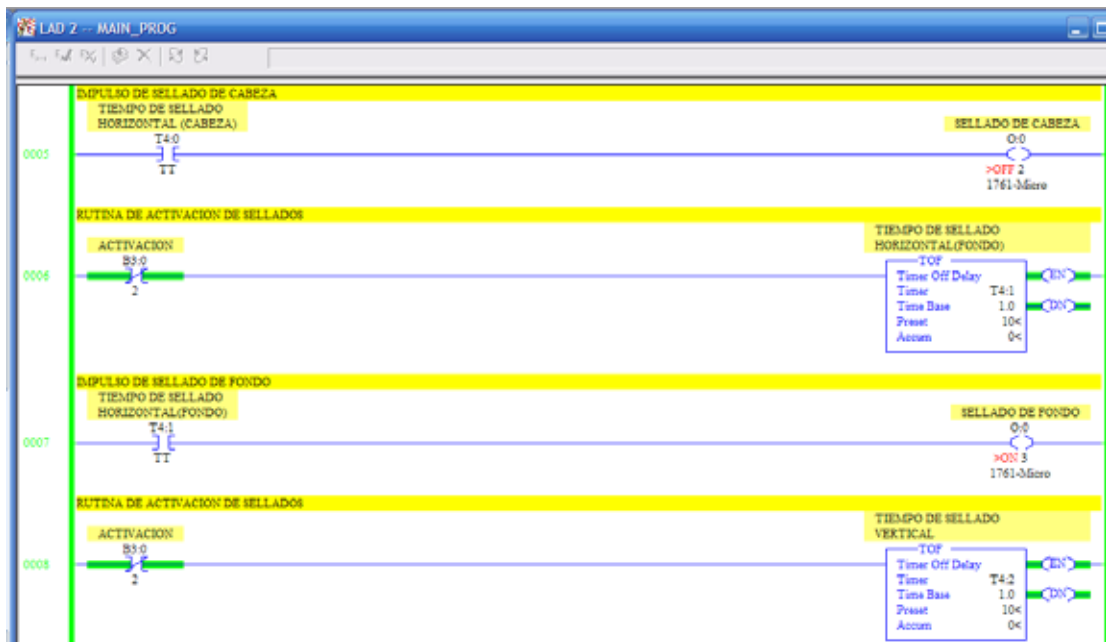 LAD 2 -- MAIN_PROG
IMPULSO DE SELLADO DE CABEZA
TIEMPO DE SELLADO
HORIZONTAL (CABEZA)
T4:0
TT
SELLADO DE CABEZA
O:0
>OFF 2
1761-Micro
0005
RUTINA DE ACTIVACION DE SELLADOS
ACTIVACION
B3:0
2
TIEMPO DE SELLADO
HORIZONTAL(FONDO)
TOF
Timer Off Delay
Timer T4:1
Time Base 1.0
Preset 10<
Accum 0<
EN
DN
0006
IMPULSO DE SELLADO DE FONDO
TIEMPO DE SELLADO
HORIZONTAL(FONDO)
T4:1
TT
SELLADO DE FONDO
O:0
>ON 3
1761-Micro
0007
RUTINA DE ACTIVACION DE SELLADOS
ACTIVACION
B3:0
2
TIEMPO DE SELLADO
VERTICAL
TOF
Timer Off Delay
Timer T4:2
Time Base 1.0
Preset 10<
Accum 0<
EN
DN
0008